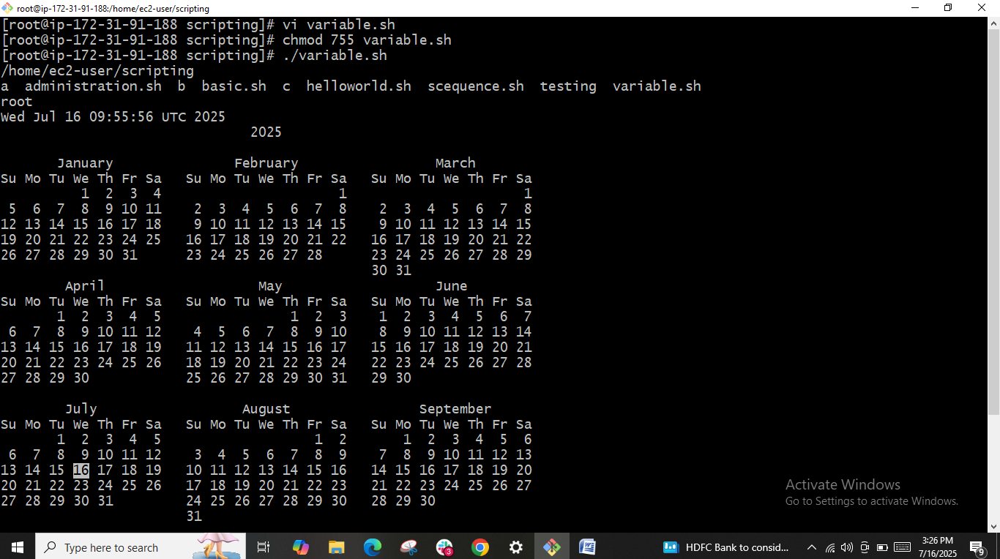 root@ip-172-31-91-188:/home/ec2-user/scripting
[root@ip-172-31-91-188 scripting]# vi variable.sh
[root@ip-172-31-91-188 scripting]# chmod 755 variable.sh
[root@ip-172-31-91-188 scripting]# ./variable.sh
/home/ec2-user/scripting
a  administration.sh  b  basic.sh  c  helloworld.sh  scequence.sh  testing  variable.sh
root
Wed Jul 16 09:55:56 UTC 2025
                               2025

       January               February                 March
Su Mo Tu We Th Fr Sa   Su Mo Tu We Th Fr Sa   Su Mo Tu We Th Fr Sa
          1  2  3  4                      1                      1
 5  6  7  8  9 10 11    2  3  4  5  6  7  8    2  3  4  5  6  7  8
12 13 14 15 16 17 18    9 10 11 12 13 14 15    9 10 11 12 13 14 15
19 20 21 22 23 24 25   16 17 18 19 20 21 22   16 17 18 19 20 21 22
26 27 28 29 30 31      23 24 25 26 27 28      23 24 25 26 27 28 29
                                              30 31
        April                   May                   June
Su Mo Tu We Th Fr Sa   Su Mo Tu We Th Fr Sa   Su Mo Tu We Th Fr Sa
       1  2  3  4  5                1  2  3    1  2  3  4  5  6  7
 6  7  8  9 10 11 12    4  5  6  7  8  9 10    8  9 10 11 12 13 14
13 14 15 16 17 18 19   11 12 13 14 15 16 17   15 16 17 18 19 20 21
20 21 22 23 24 25 26   18 19 20 21 22 23 24   22 23 24 25 26 27 28
27 28 29 30            25 26 27 28 29 30 31   29 30

        July                  August                September
Su Mo Tu We Th Fr Sa   Su Mo Tu We Th Fr Sa   Su Mo Tu We Th Fr Sa
       1  2  3  4  5                   1  2       1  2  3  4  5  6
 6  7  8  9 10 11 12    3  4  5  6  7  8  9    7  8  9 10 11 12 13
13 14 15 16 17 18 19   10 11 12 13 14 15 16   14 15 16 17 18 19 20
20 21 22 23 24 25 26   17 18 19 20 21 22 23   21 22 23 24 25 26 27
27 28 29 30 31         24 25 26 27 28 29 30   28 29 30
                       31
Activate Windows
Go to Settings to activate Windows.
Type here to search
3
W
HDFC Bank to consid...
3:26 PM
7/16/2025
9